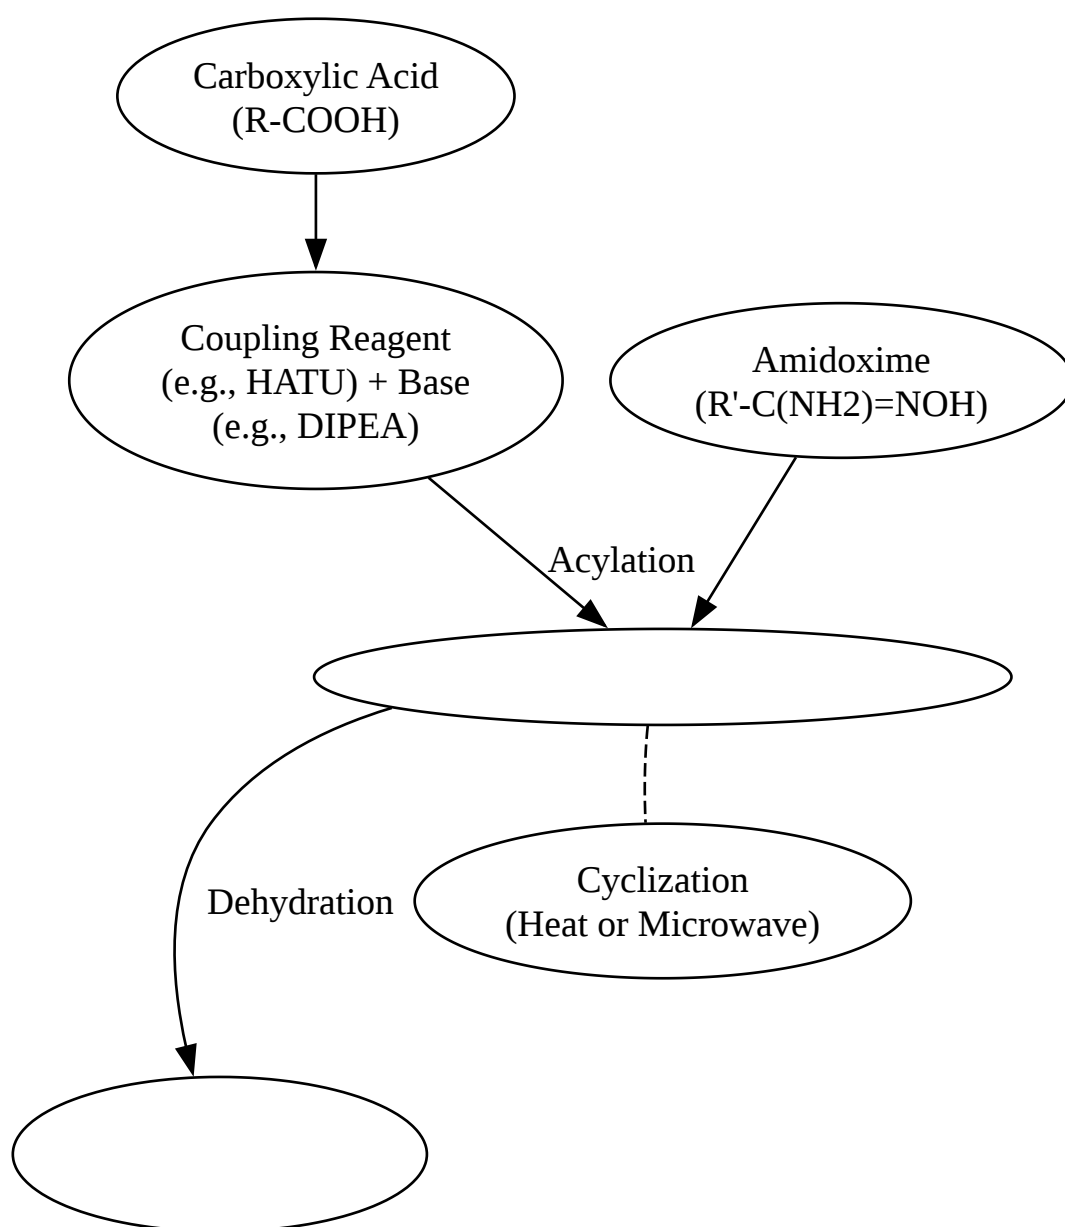 Carboxylic Acid
(R-COOH)
Coupling Reagent
(e.g., HATU) + Base
(e.g., DIPEA)
Amidoxime
(R'-C(NH2)=NOH)
Acylation
Dehydration
Cyclization
(Heat or Microwave)